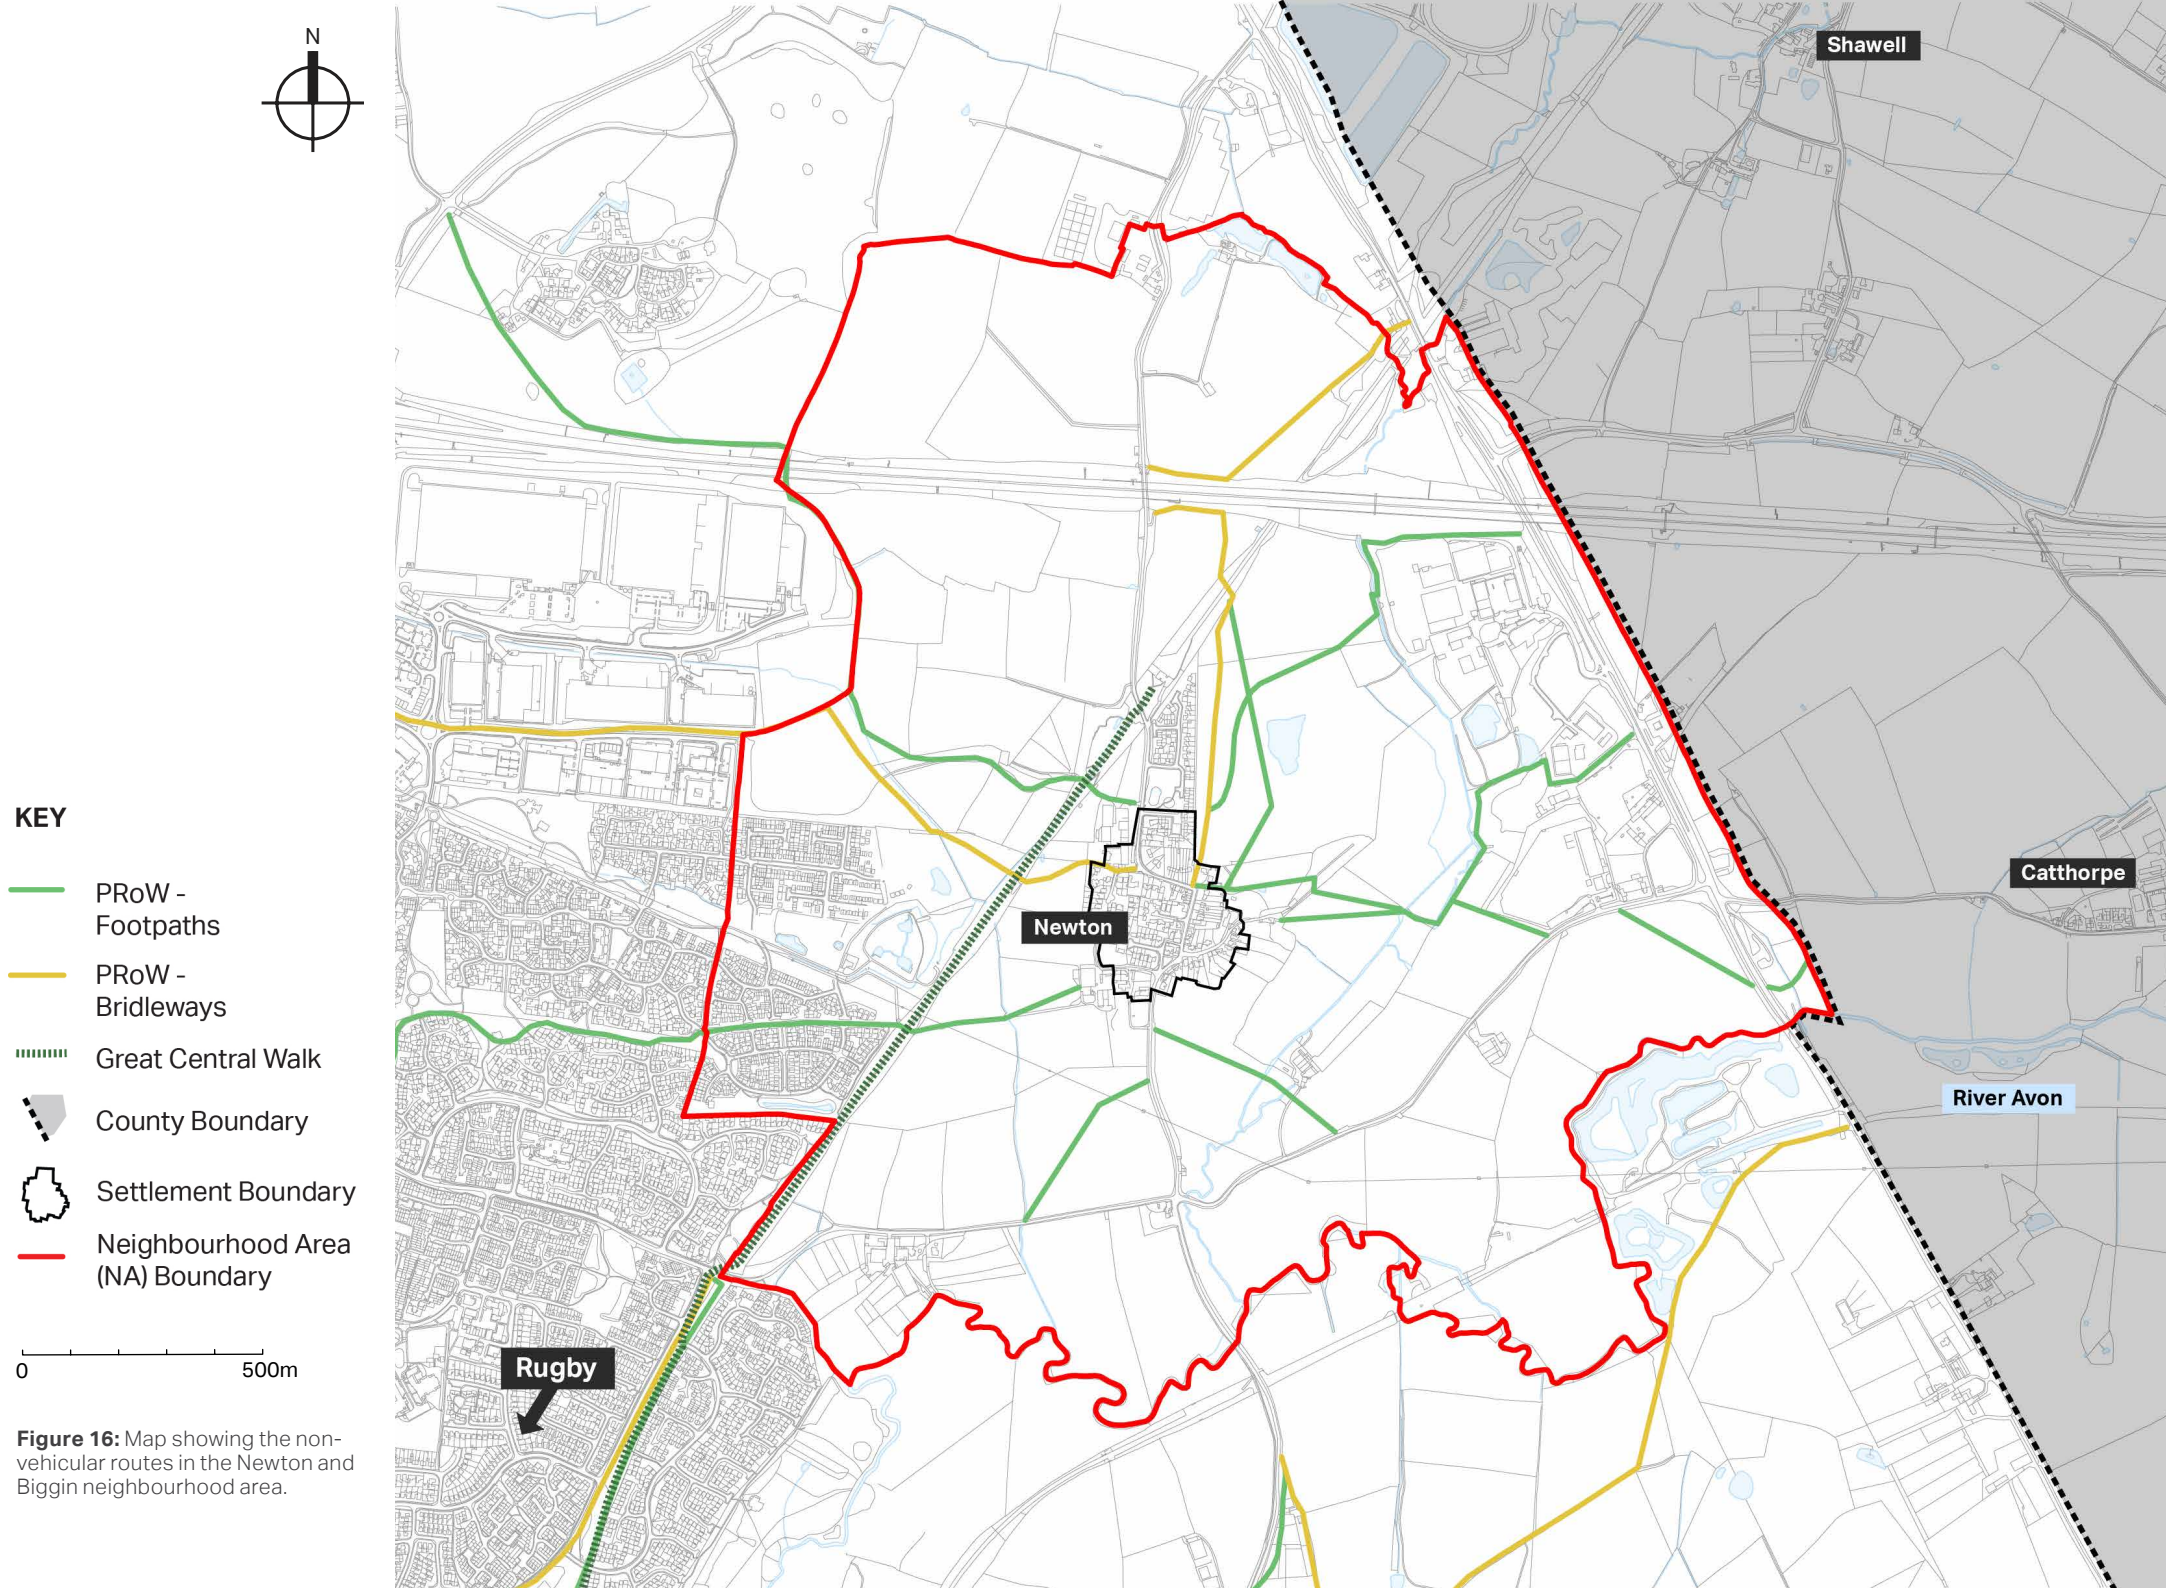 N
Shawell
Catthorpe
Newton
River Avon
Rugby
KEY
PRoW -
Footpaths
PRoW -
Bridleways
Great Central Walk
County Boundary
Settlement Boundary
Neighbourhood Area
(NA) Boundary
0 500m
Figure 16: Map showing the non-
vehicular routes in the Newton and
Biggin neighbourhood area.